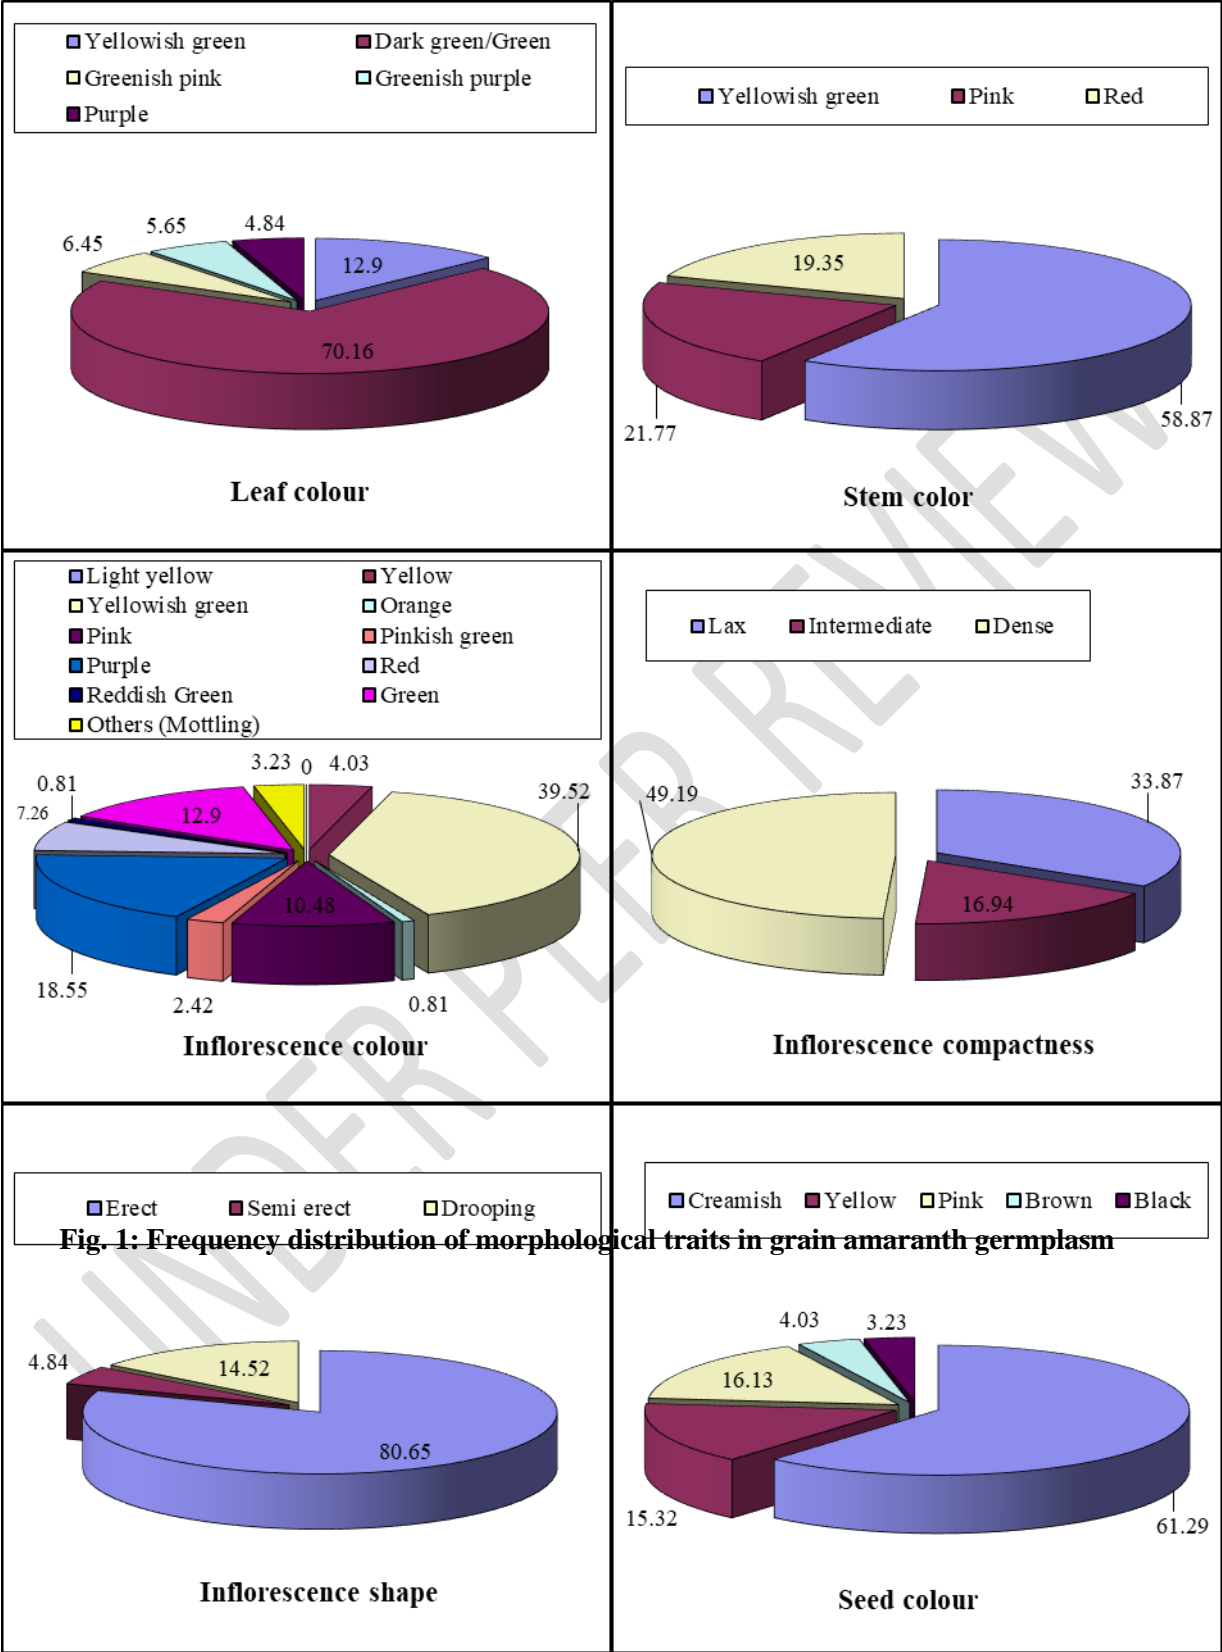 Yellowish green Dark green/Green
Greenish pink Greenish purple
Purple
6.45 5.65 4.84 12.9
70.16
Leaf colour
Yellowish green Pink Red
19.35
21.77 58.87
Stem color
Light yellow Yellow
Yellowish green Orange
Pink Pinkish green
Purple Red
Reddish Green Green
Others (Mottling)
0.81 3.23 0 4.03 39.52
7.26 12.9
10.48
18.55 2.42 0.81
Inflorescence colour
Lax Intermediate Dense
49.19 33.87
16.94
Inflorescence compactness
Erect Semi erect Drooping
Creamish Yellow Pink Brown Black
Fig. 1: Frequency distribution of morphological traits in grain amaranth germplasm
4.84 14.52
80.65
Inflorescence shape
4.03 3.23
16.13
15.32 61.29
Seed colour
UNDER PEER REVIEW